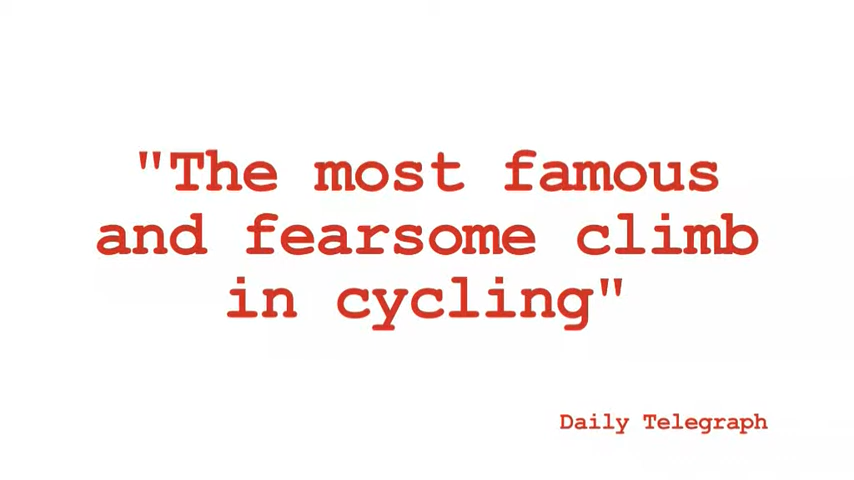 "The most famous
and fearsome climb
in cycling"
Daily Telegraph